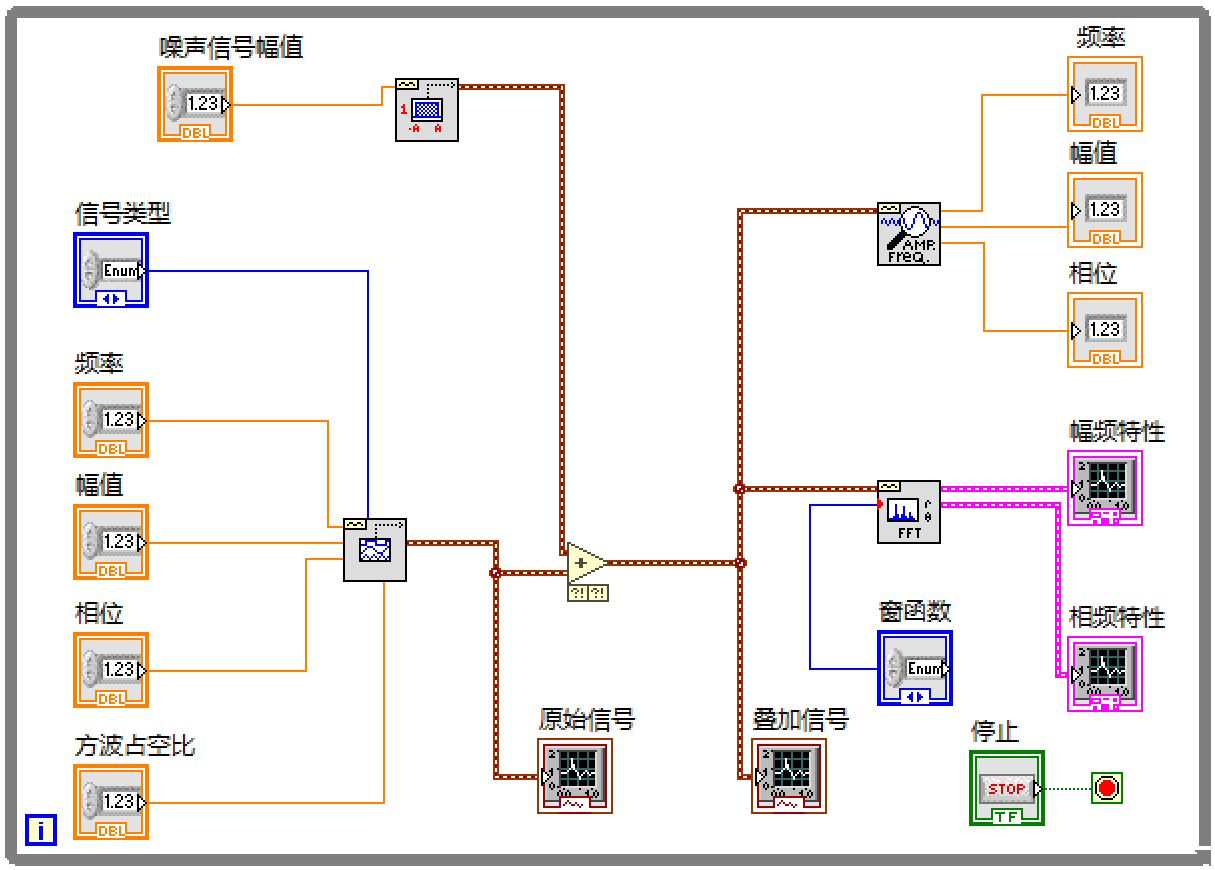 噪声信号幅值
1.23
DBL
1
-A A
信号类型
Enum
频率
1.23
DBL
幅值
1.23
DBL
相位
1.23
DBL
方波占空比
1.23
DBL
i
?! ?!
原始信号
叠加信号
频率
1.23
DBL
幅值
1.23
DBL
相位
1.23
DBL
AMP
FREQ.
FFT
幅频特性
窗函数
Enum
相频特性
停止
STOP
TF